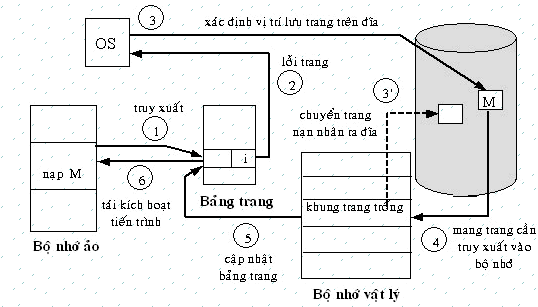 3
xác định vị trí lưu trang trên đĩa
OS
lỗi trang
2
3'
M
truy xuất
chuyển trang
nạn nhân ra đĩa
1
i
nạp M
6
tái kích hoạt
tiến trình
Bảng trang
khung trang trống
Bộ nhớ ảo
5
cập nhật
bảng trang
4
mang trang cần
truy xuất vào
bộ nhớ
Bộ nhớ vật lý